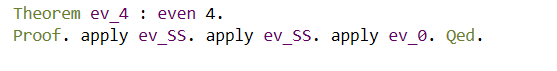 Theorem ev_4 : even 4.
Proof. apply ev_SS. apply ev_SS. apply ev_0. Qed.